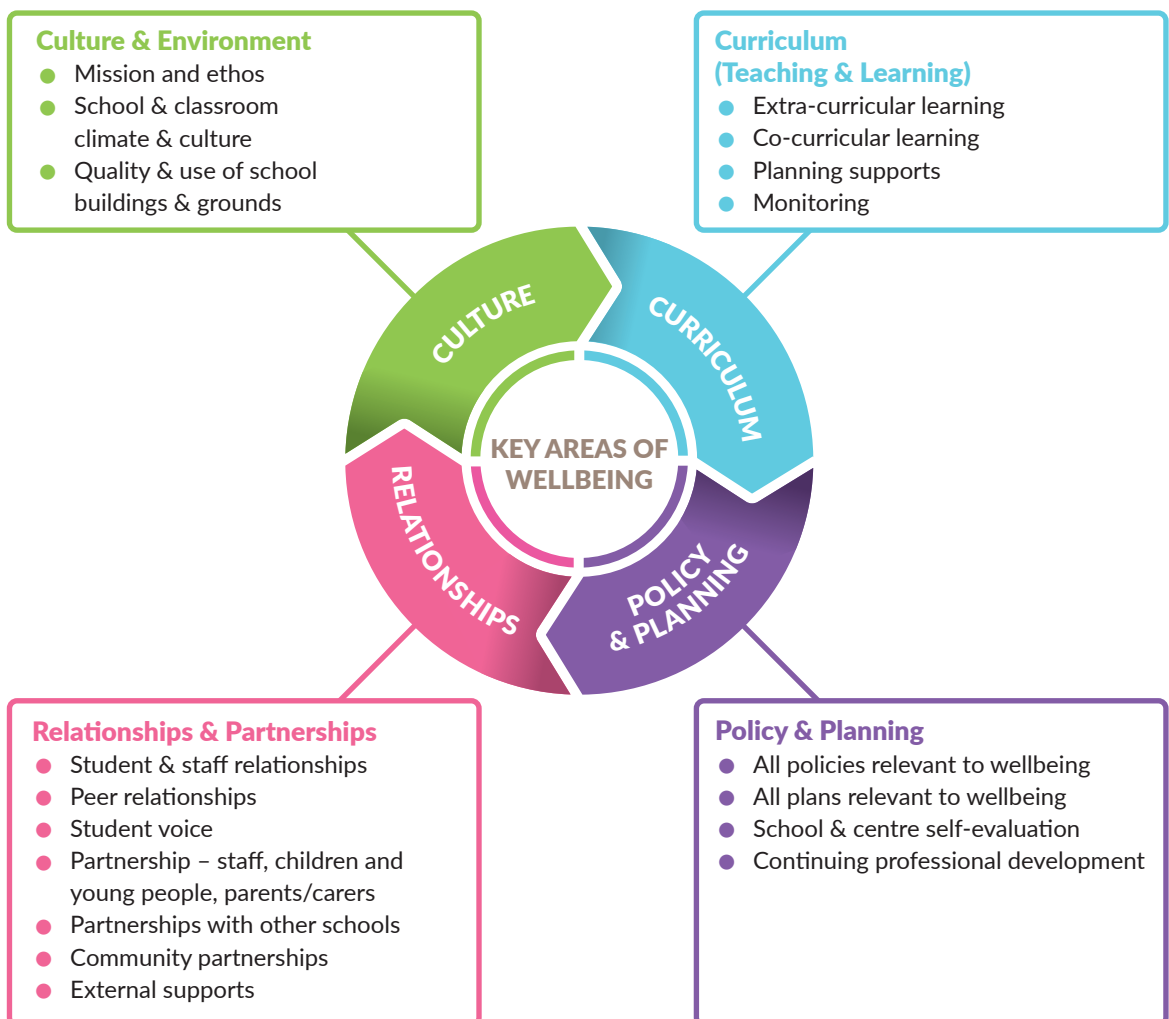 Culture & Environment
● Mission and ethos
● School & classroom
climate & culture
● Quality & use of school
buildings & grounds
Curriculum
(Teaching & Learning)
● Extra-curricular learning
● Co-curricular learning
● Planning supports
● Monitoring
CULTURE
CURRICULUM
KEY AREAS OF
WELLBEING
RELATIONSHIPS
POLICY
& PLANNING
Relationships & Partnerships
● Student & staff relationships
● Peer relationships
● Student voice
● Partnership – staff, children and
young people, parents/carers
● Partnerships with other schools
● Community partnerships
● External supports
Policy & Planning
● All policies relevant to wellbeing
● All plans relevant to wellbeing
● School & centre self-evaluation
● Continuing professional development